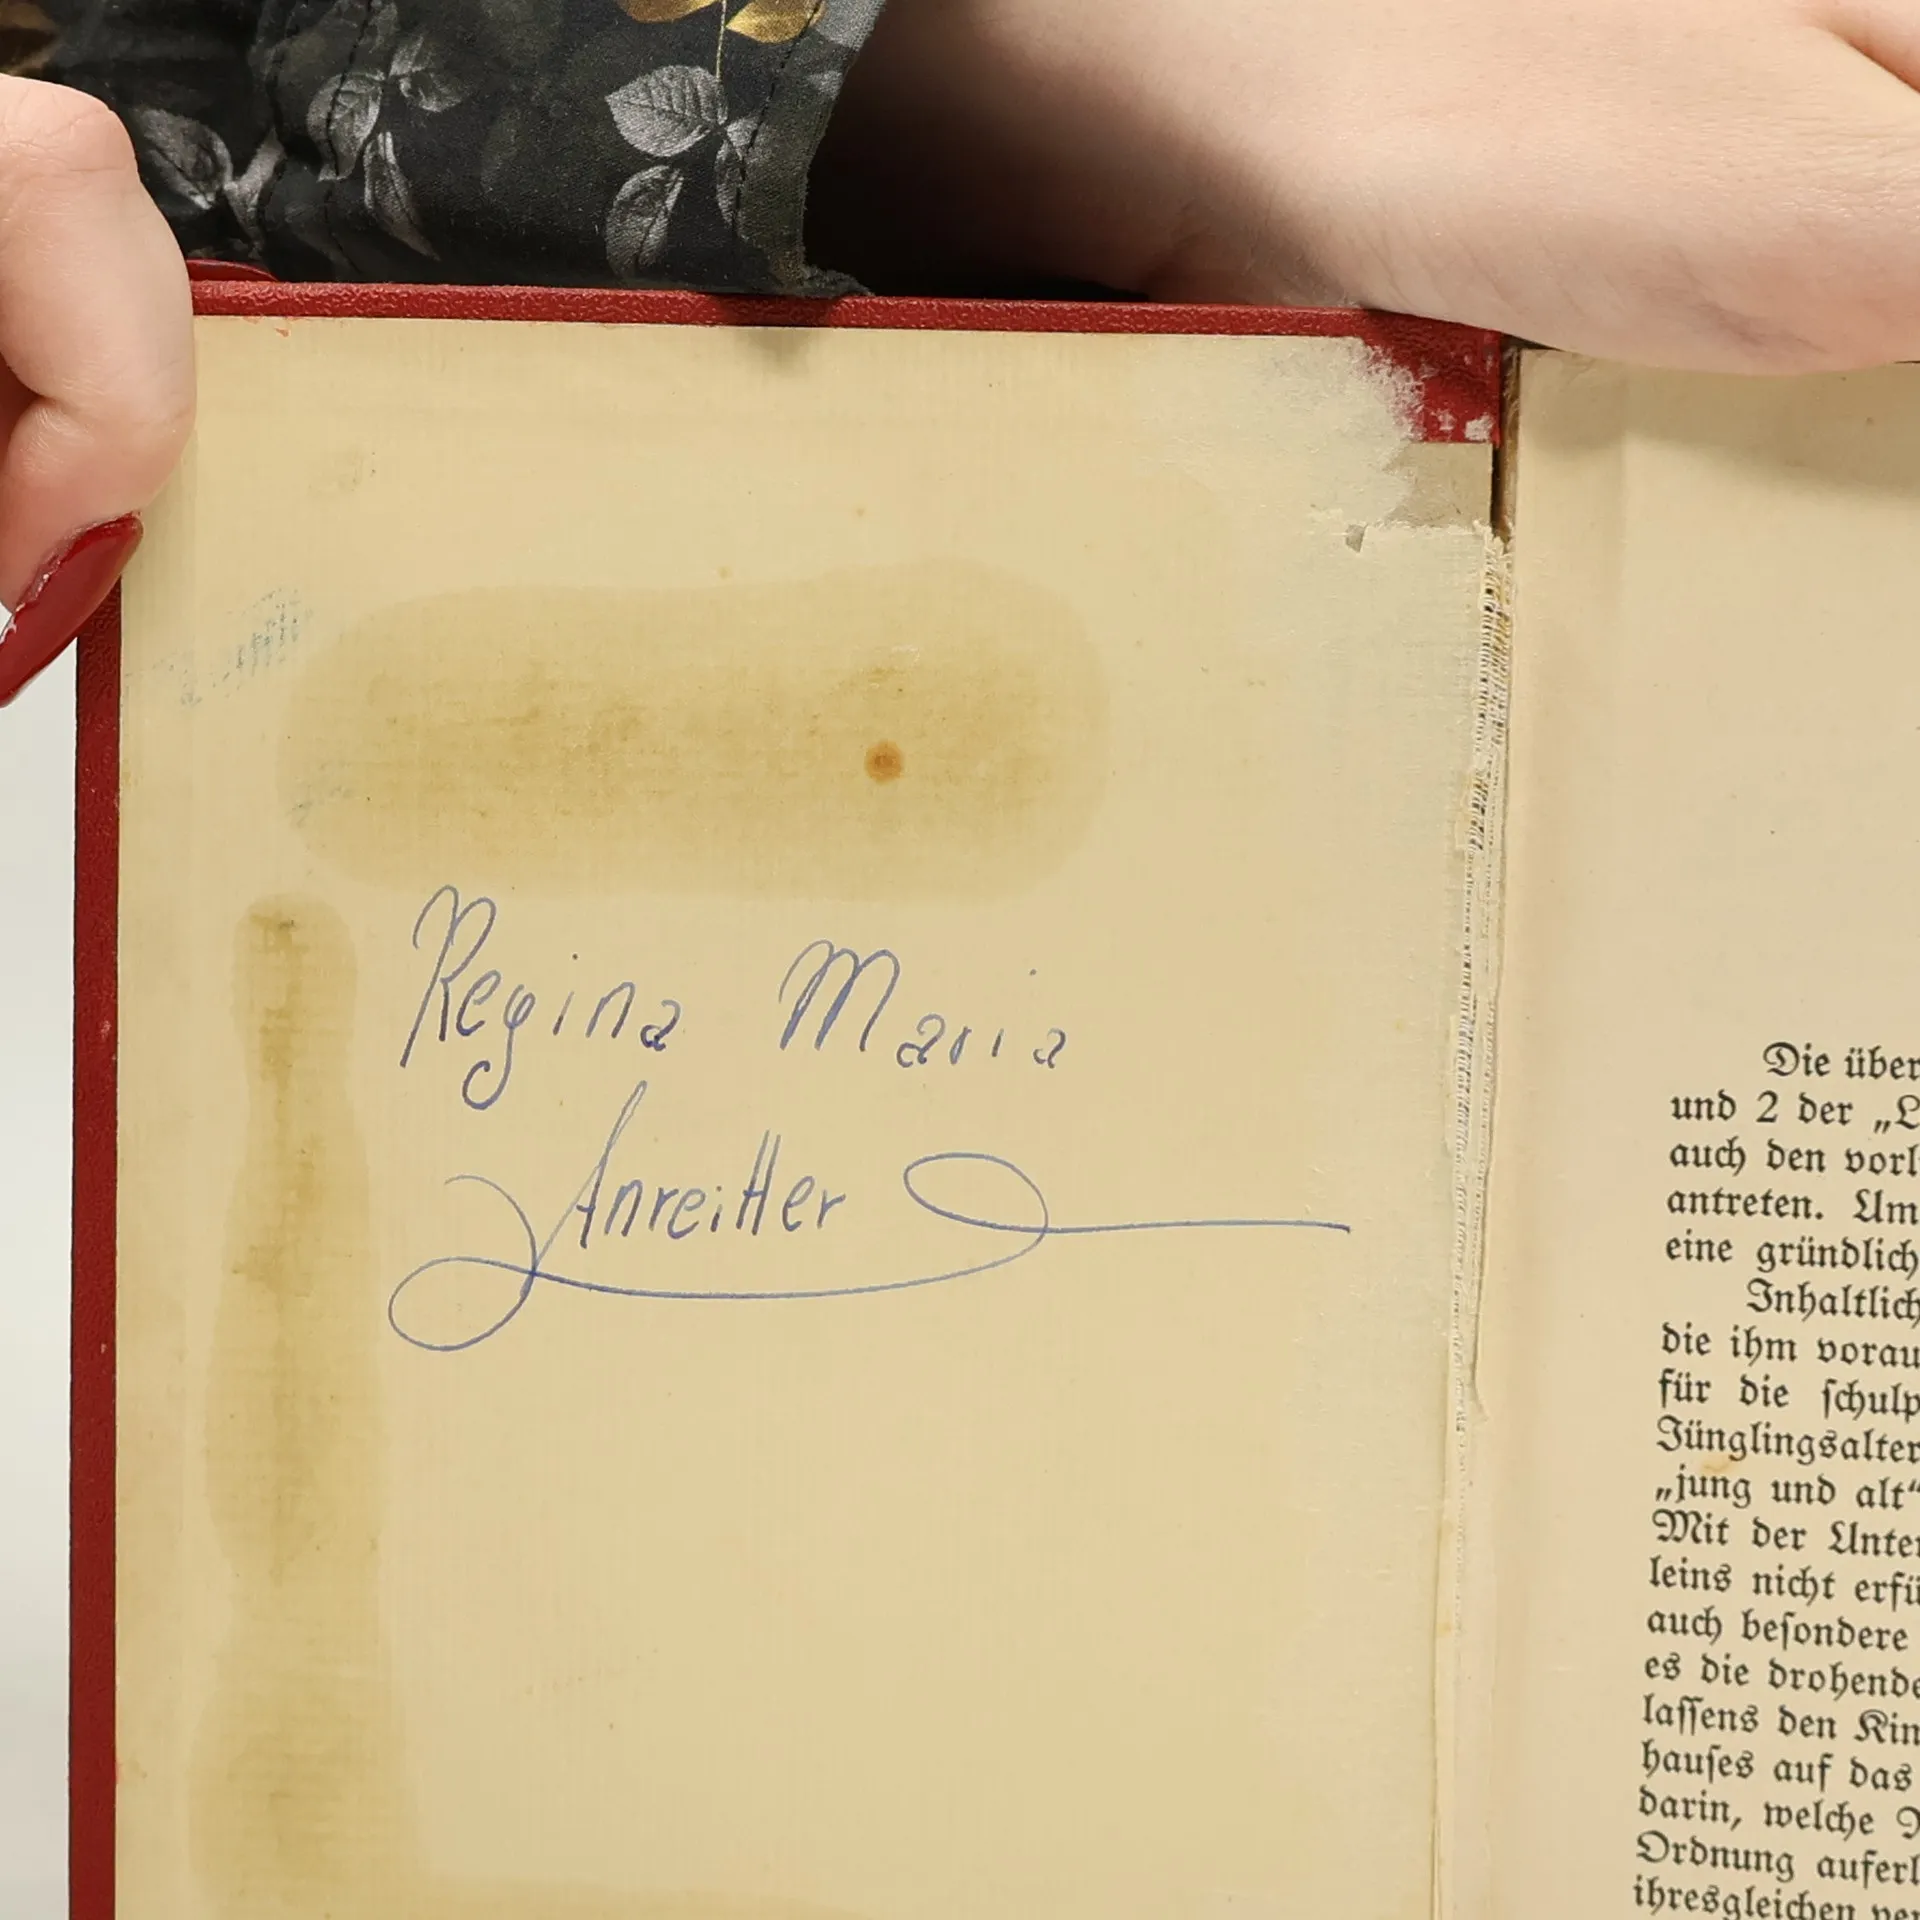 Regina Maria
Anreitter
Die über
und 2 der „L
auch den vorl
antreten. Um
eine gründlich
Inhaltlich
die ihm vorau
für die ſchulp
Jünglingsalter
„jung und alt“
Mit der Unter
leins nicht erfü
auch beſondere
es die drohende
laſſens den Kin
hauſes auf das
darin, welche
Ordnung auferl
ihresgleichen ver